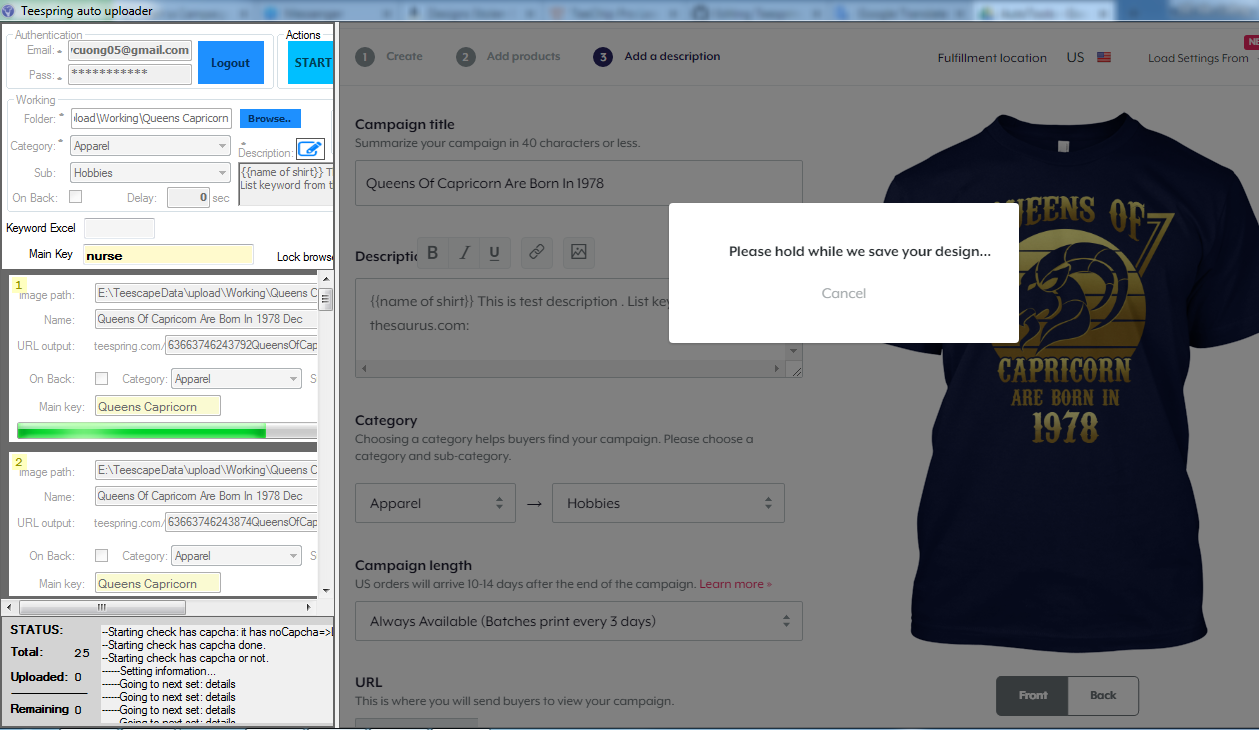 Teespring auto uploader
Authentication
Email: * rcuong05@gmail.com
Pass: * ***********
Logout
Actions
START
Working
Folder: * load\Working\Queens Capricorn
Browse..
Category: * Apparel
* Description:
Sub: Hobbies
{{name of shirt}} T
List keyword from t
On Back: Delay: 0 sec
Keyword Excel
Main Key nurse
Lock browse
1
Image path: E:\TeescapeData\upload\Working\Queens C
Name: Queens Of Capricorn Are Born In 1978 Dec
URL output: teespring.com/ 63663746243792QueensOfCap
On Back: Category: Apparel S
Main key: Queens Capricorn
2
Image path: E:\TeescapeData\upload\Working\Queens C
Name: Queens Of Capricorn Are Born In 1978 Dec
URL output: teespring.com/ 63663746243874QueensOfCap
On Back: Category: Apparel S
Main key: Queens Capricorn
STATUS:
Total: 25
Uploaded: 0
Remaining 0
--Starting check has capcha: it has noCapcha=>
--Starting check has capcha done.
--Starting check has capcha or not.
------Setting information...
------Going to next set: details
------Going to next set: details
------Going to next set: details
------Going to next set: details
1 Create
2 Add products
3 Add a description
Fulfillment location US
NE
Load Settings From
Campaign title
Summarize your campaign in 40 characters or less.
Queens Of Capricorn Are Born In 1978
Descriptic B I U
{{name of shirt}} This is test description . List key
thesaurus.com:
Please hold while we save your design...
Cancel
Category
Choosing a category helps buyers find your campaign. Please choose a
category and sub-category.
Apparel → Hobbies
Campaign length
US orders will arrive 10-14 days after the end of the campaign. Learn more »
Always Available (Batches print every 3 days)
URL
This is where you will send buyers to view your campaign.
QUEENS OF
CAPRICORN
ARE BORN IN
1978
Front
Back